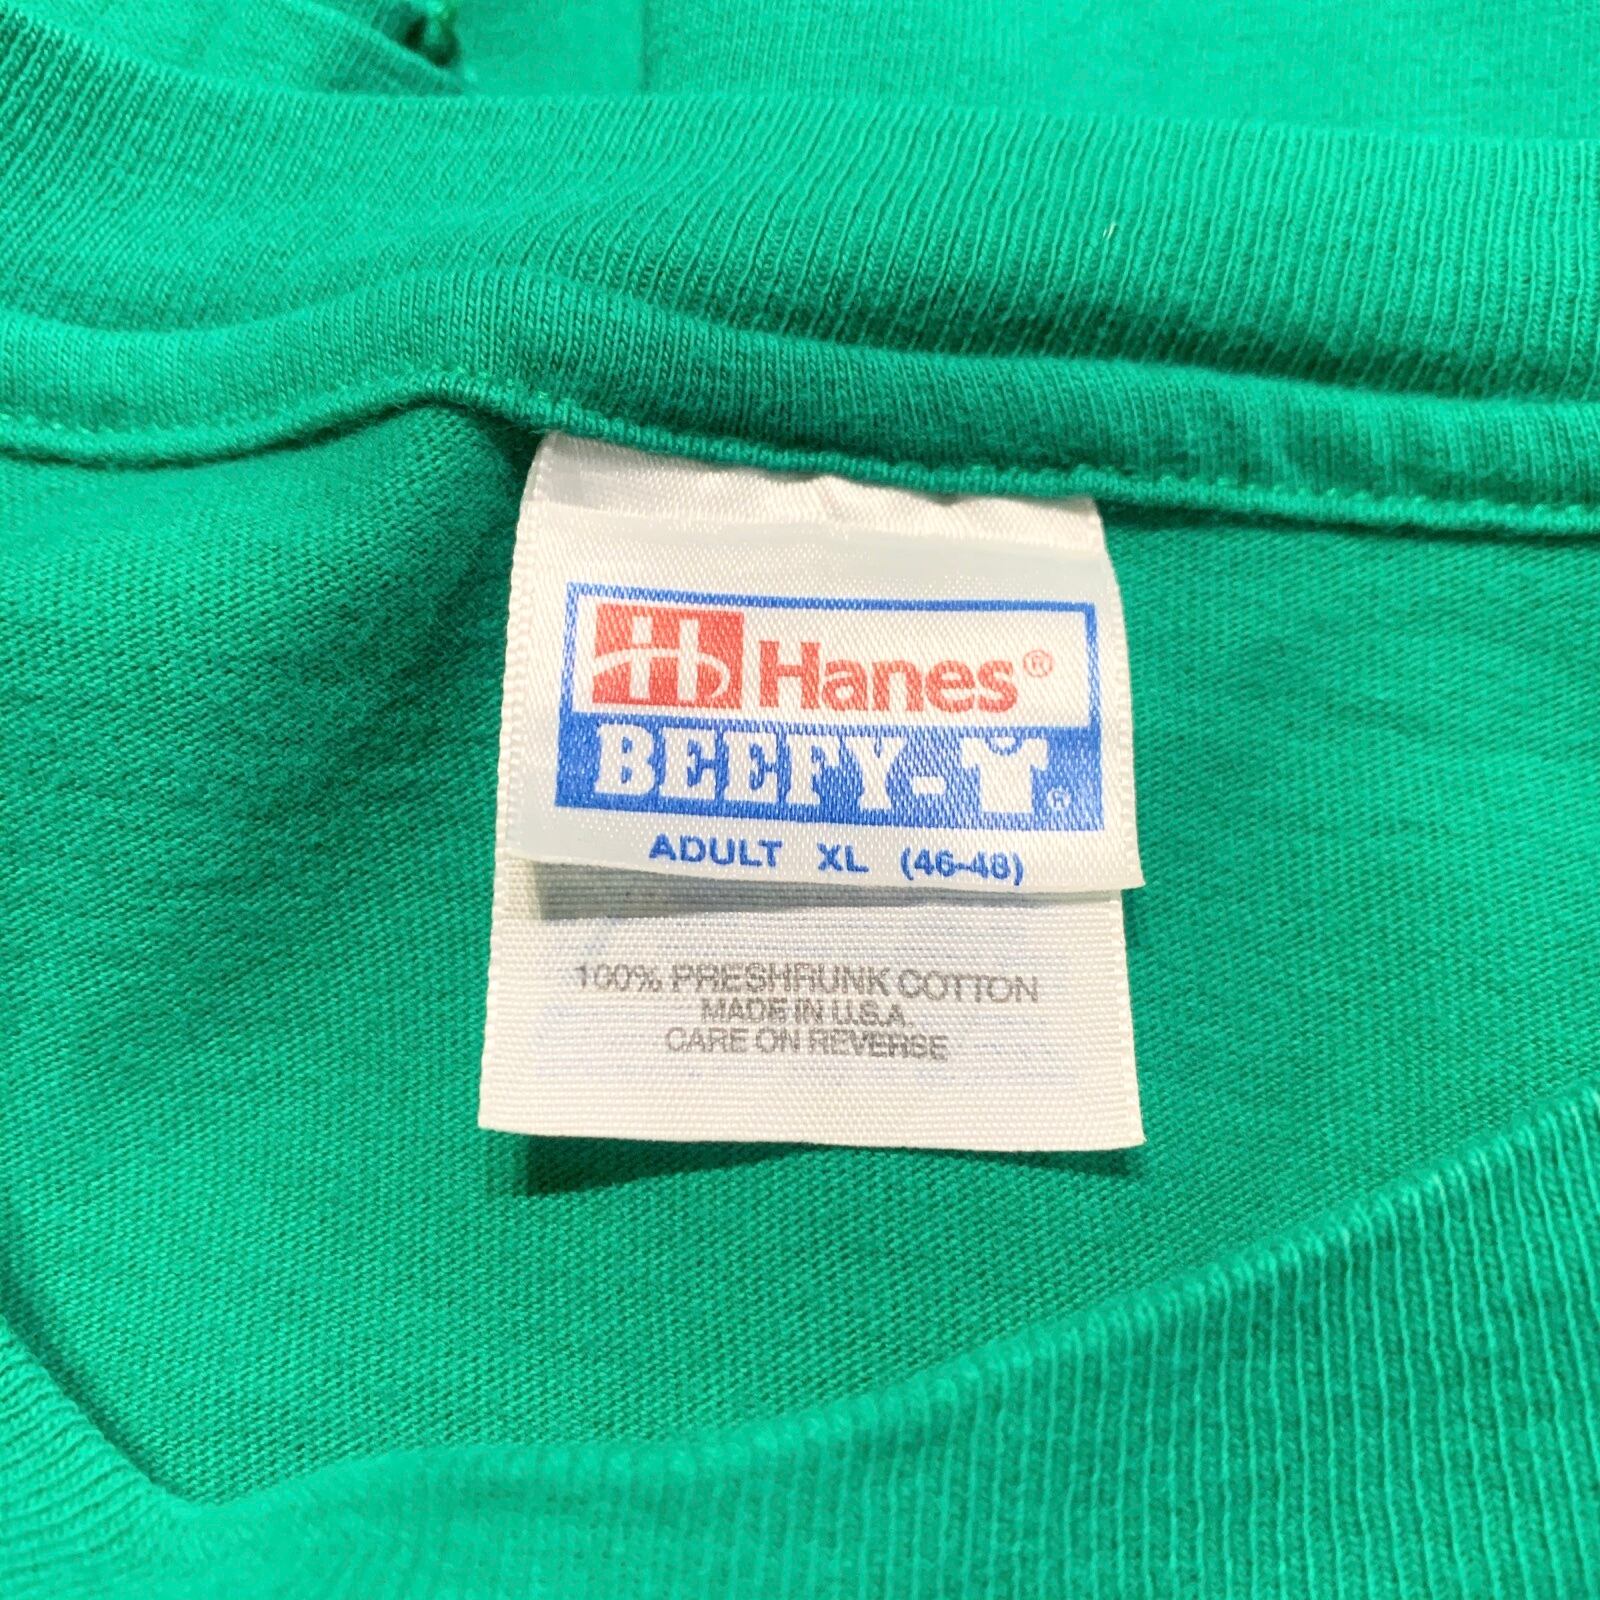 Hanes®
BEEFY-T®
ADULT XL (46-48)
100% PRESHRUNK COTTON
MADE IN U.S.A.
CARE ON REVERSE